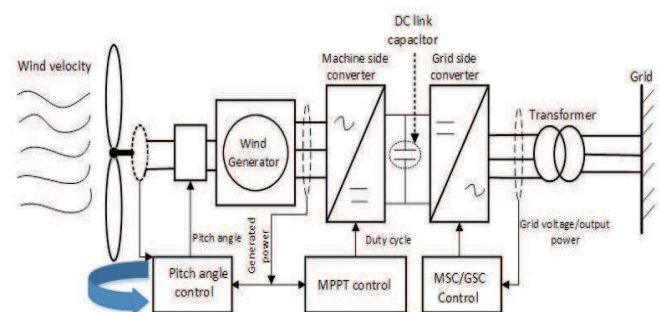 DC link
capacitor
Wind velocity
Machine side
converter
Grid side
converter
Grid
Transformer
Wind
Generator
Pitch angle
Generated
power
Duty cycle
Grid voltage/output
power
Pitch angle
control
MPPT control
MSC/GSC
Control